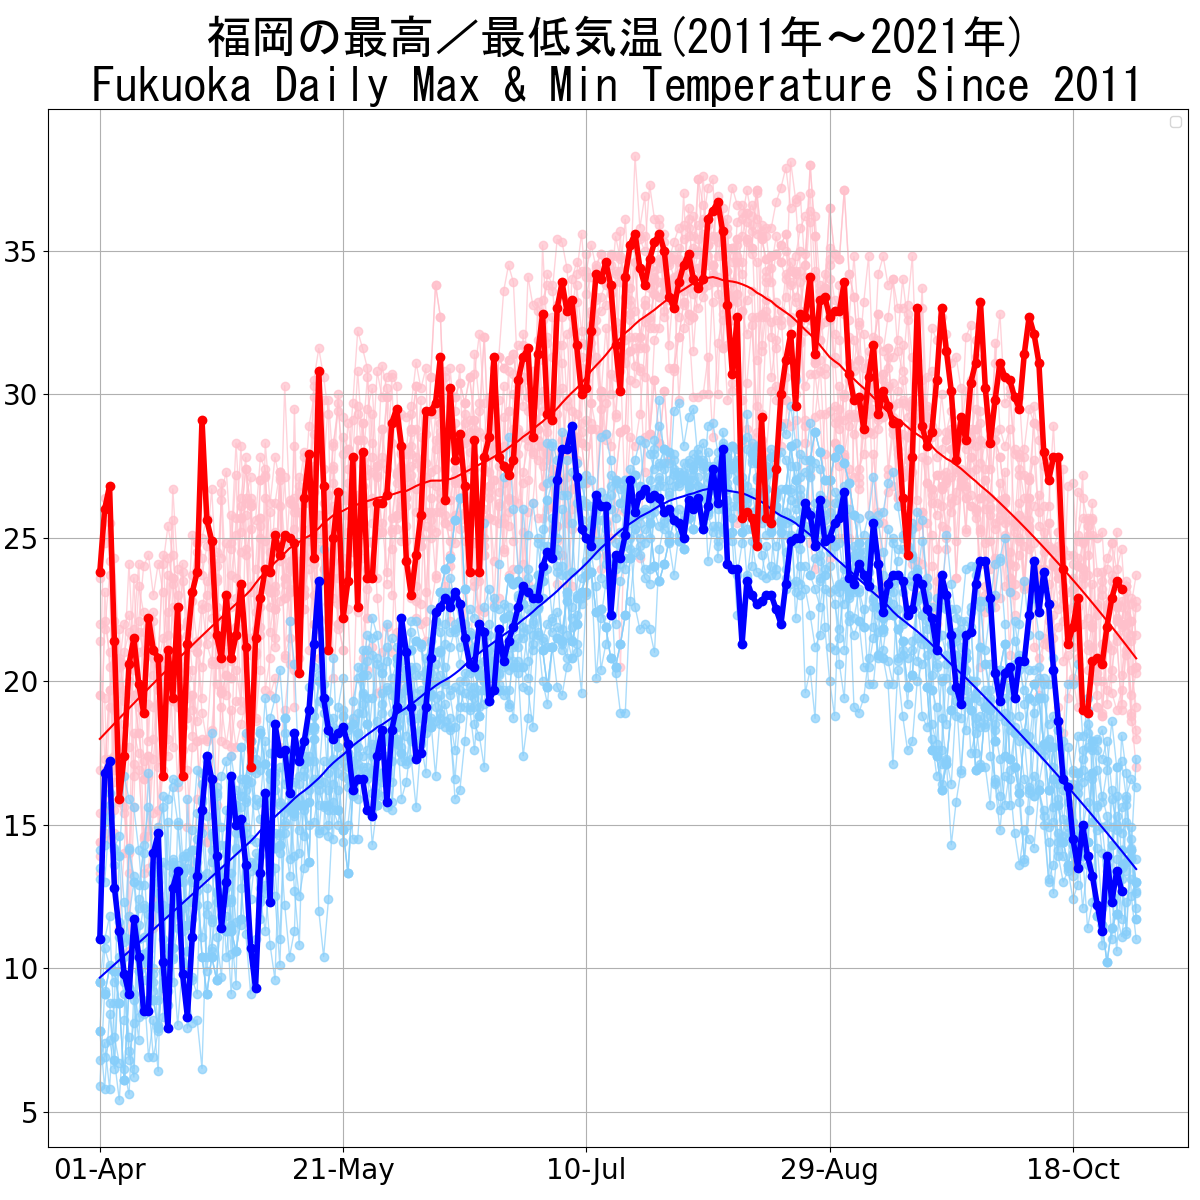 福岡の最高／最低気温(2011年～2021年)
Fukuoka Daily Max & Min Temperature Since 2011
35
30
25
20
15
10
5
01-Apr 21-May 10-Jul 29-Aug 18-Oct